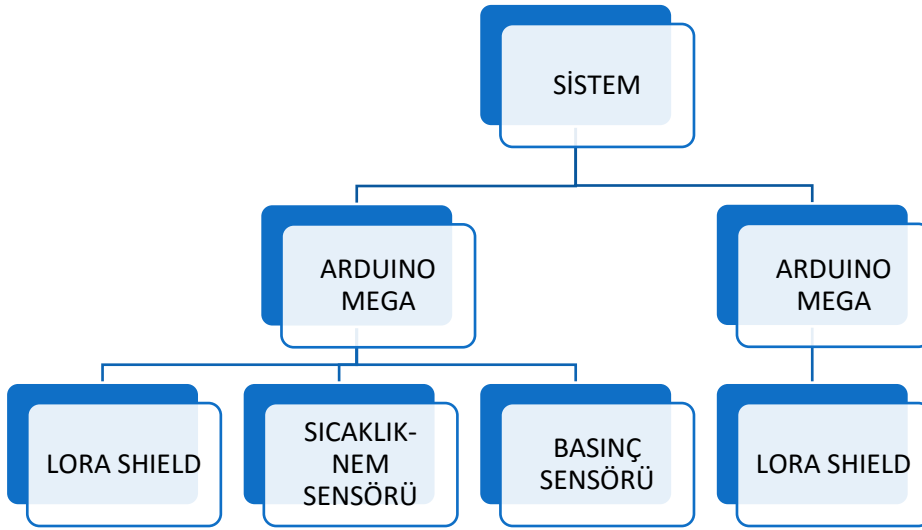 SİSTEM
ARDUINO
MEGA
ARDUINO
MEGA
LORA SHIELD
SICAKLIK-
NEM
SENSÖRÜ
BASINÇ
SENSÖRÜ
LORA SHIELD